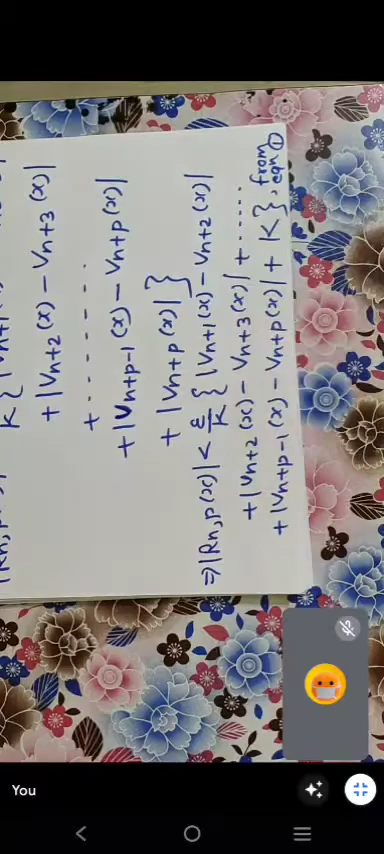 K { |Vn+1(
+ |Vn+2(x) - Vn+3(x)|
+ - - - - - - - -
+ |Vn+p-1(x) - Vn+p(x)|
+ |Vn+p(x)| }
⇒ |Rn,p(x)| < ε/K { |Vn+1(x) - Vn+2(x)|
+ |Vn+2(x) - Vn+3(x)| + - - - - -
+ |Vn+p-1(x) - Vn+p(x)| + K }, from eqn ①
You